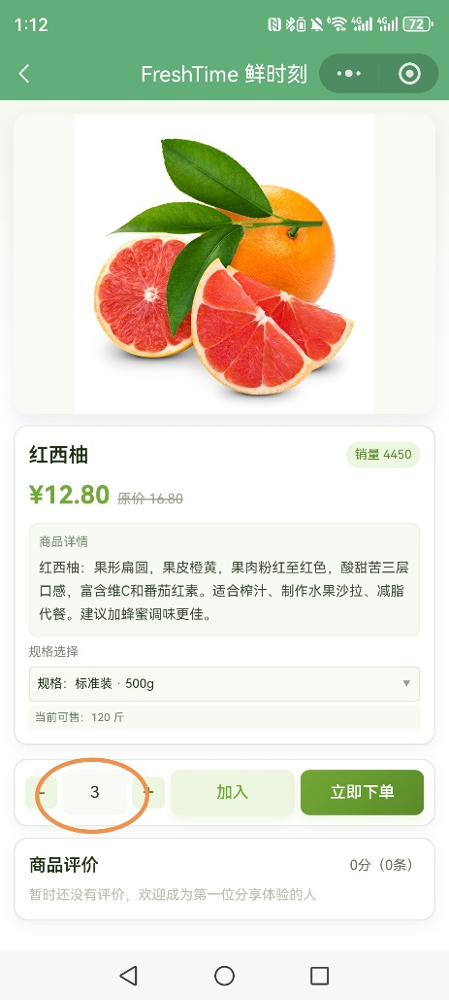 1:12
6 4G 4G 72
FreshTime 鲜时刻
红西柚
销量 4450
¥12.80 原价 16.80
商品详情
红西柚：果形扁圆，果皮橙黄，果肉粉红至红色，酸甜苦三层
口感，富含维C和番茄红素。适合榨汁、制作水果沙拉、减脂
代餐。建议加蜂蜜调味更佳。
规格选择
规格：标准装 · 500g
当前可售：120 斤
- 3 + 加入 立即下单
商品评价 0分（0条）
暂时还没有评价，欢迎成为第一位分享体验的人